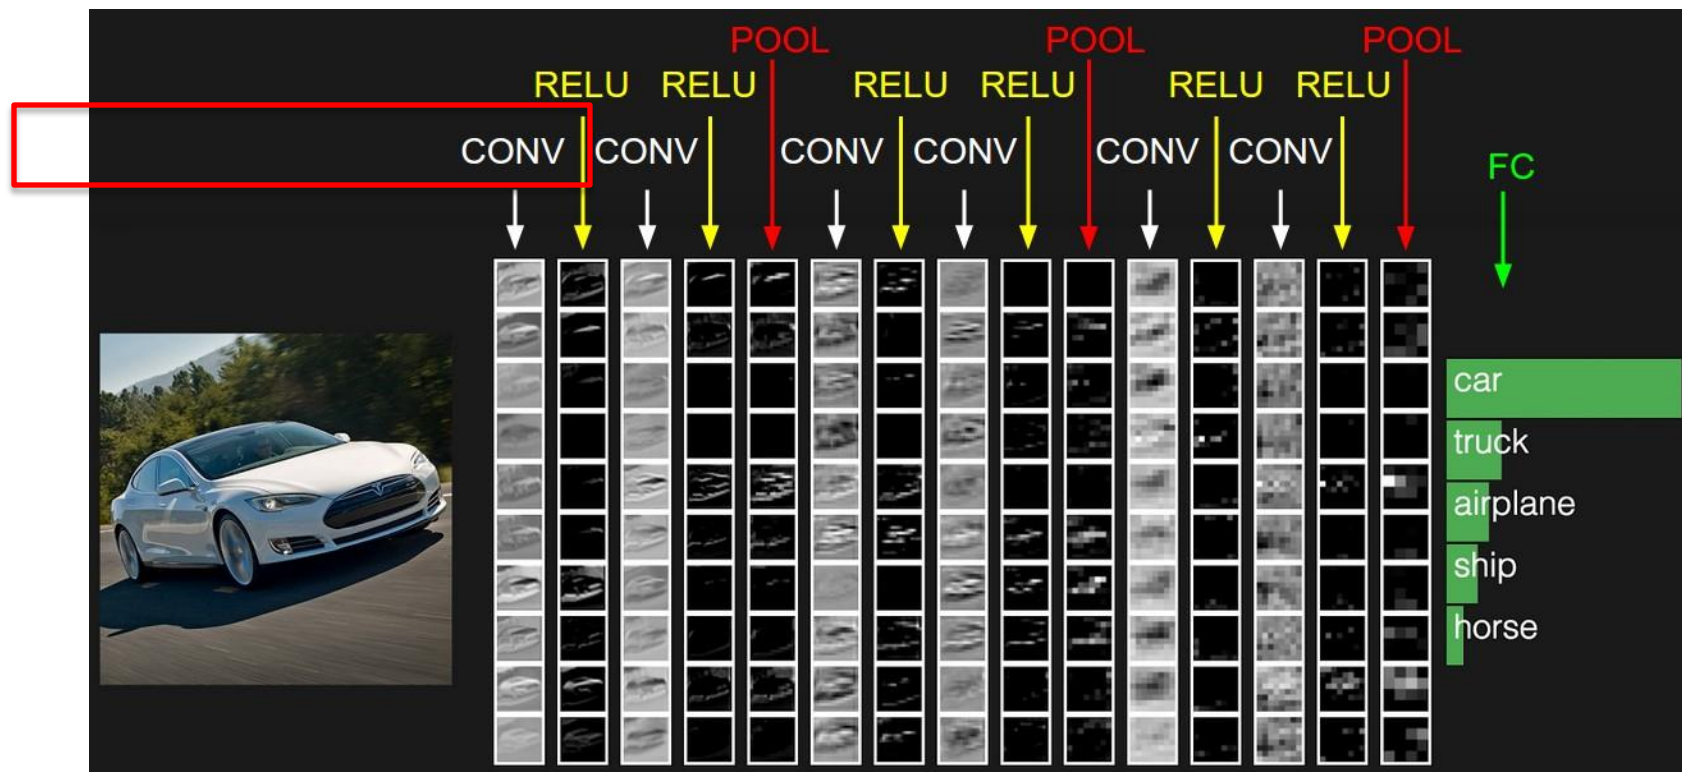 POOL POOL POOL
RELU RELU RELU RELU RELU RELU
CONV CONV CONV CONV CONV CONV
FC
car
truck
airplane
ship
horse